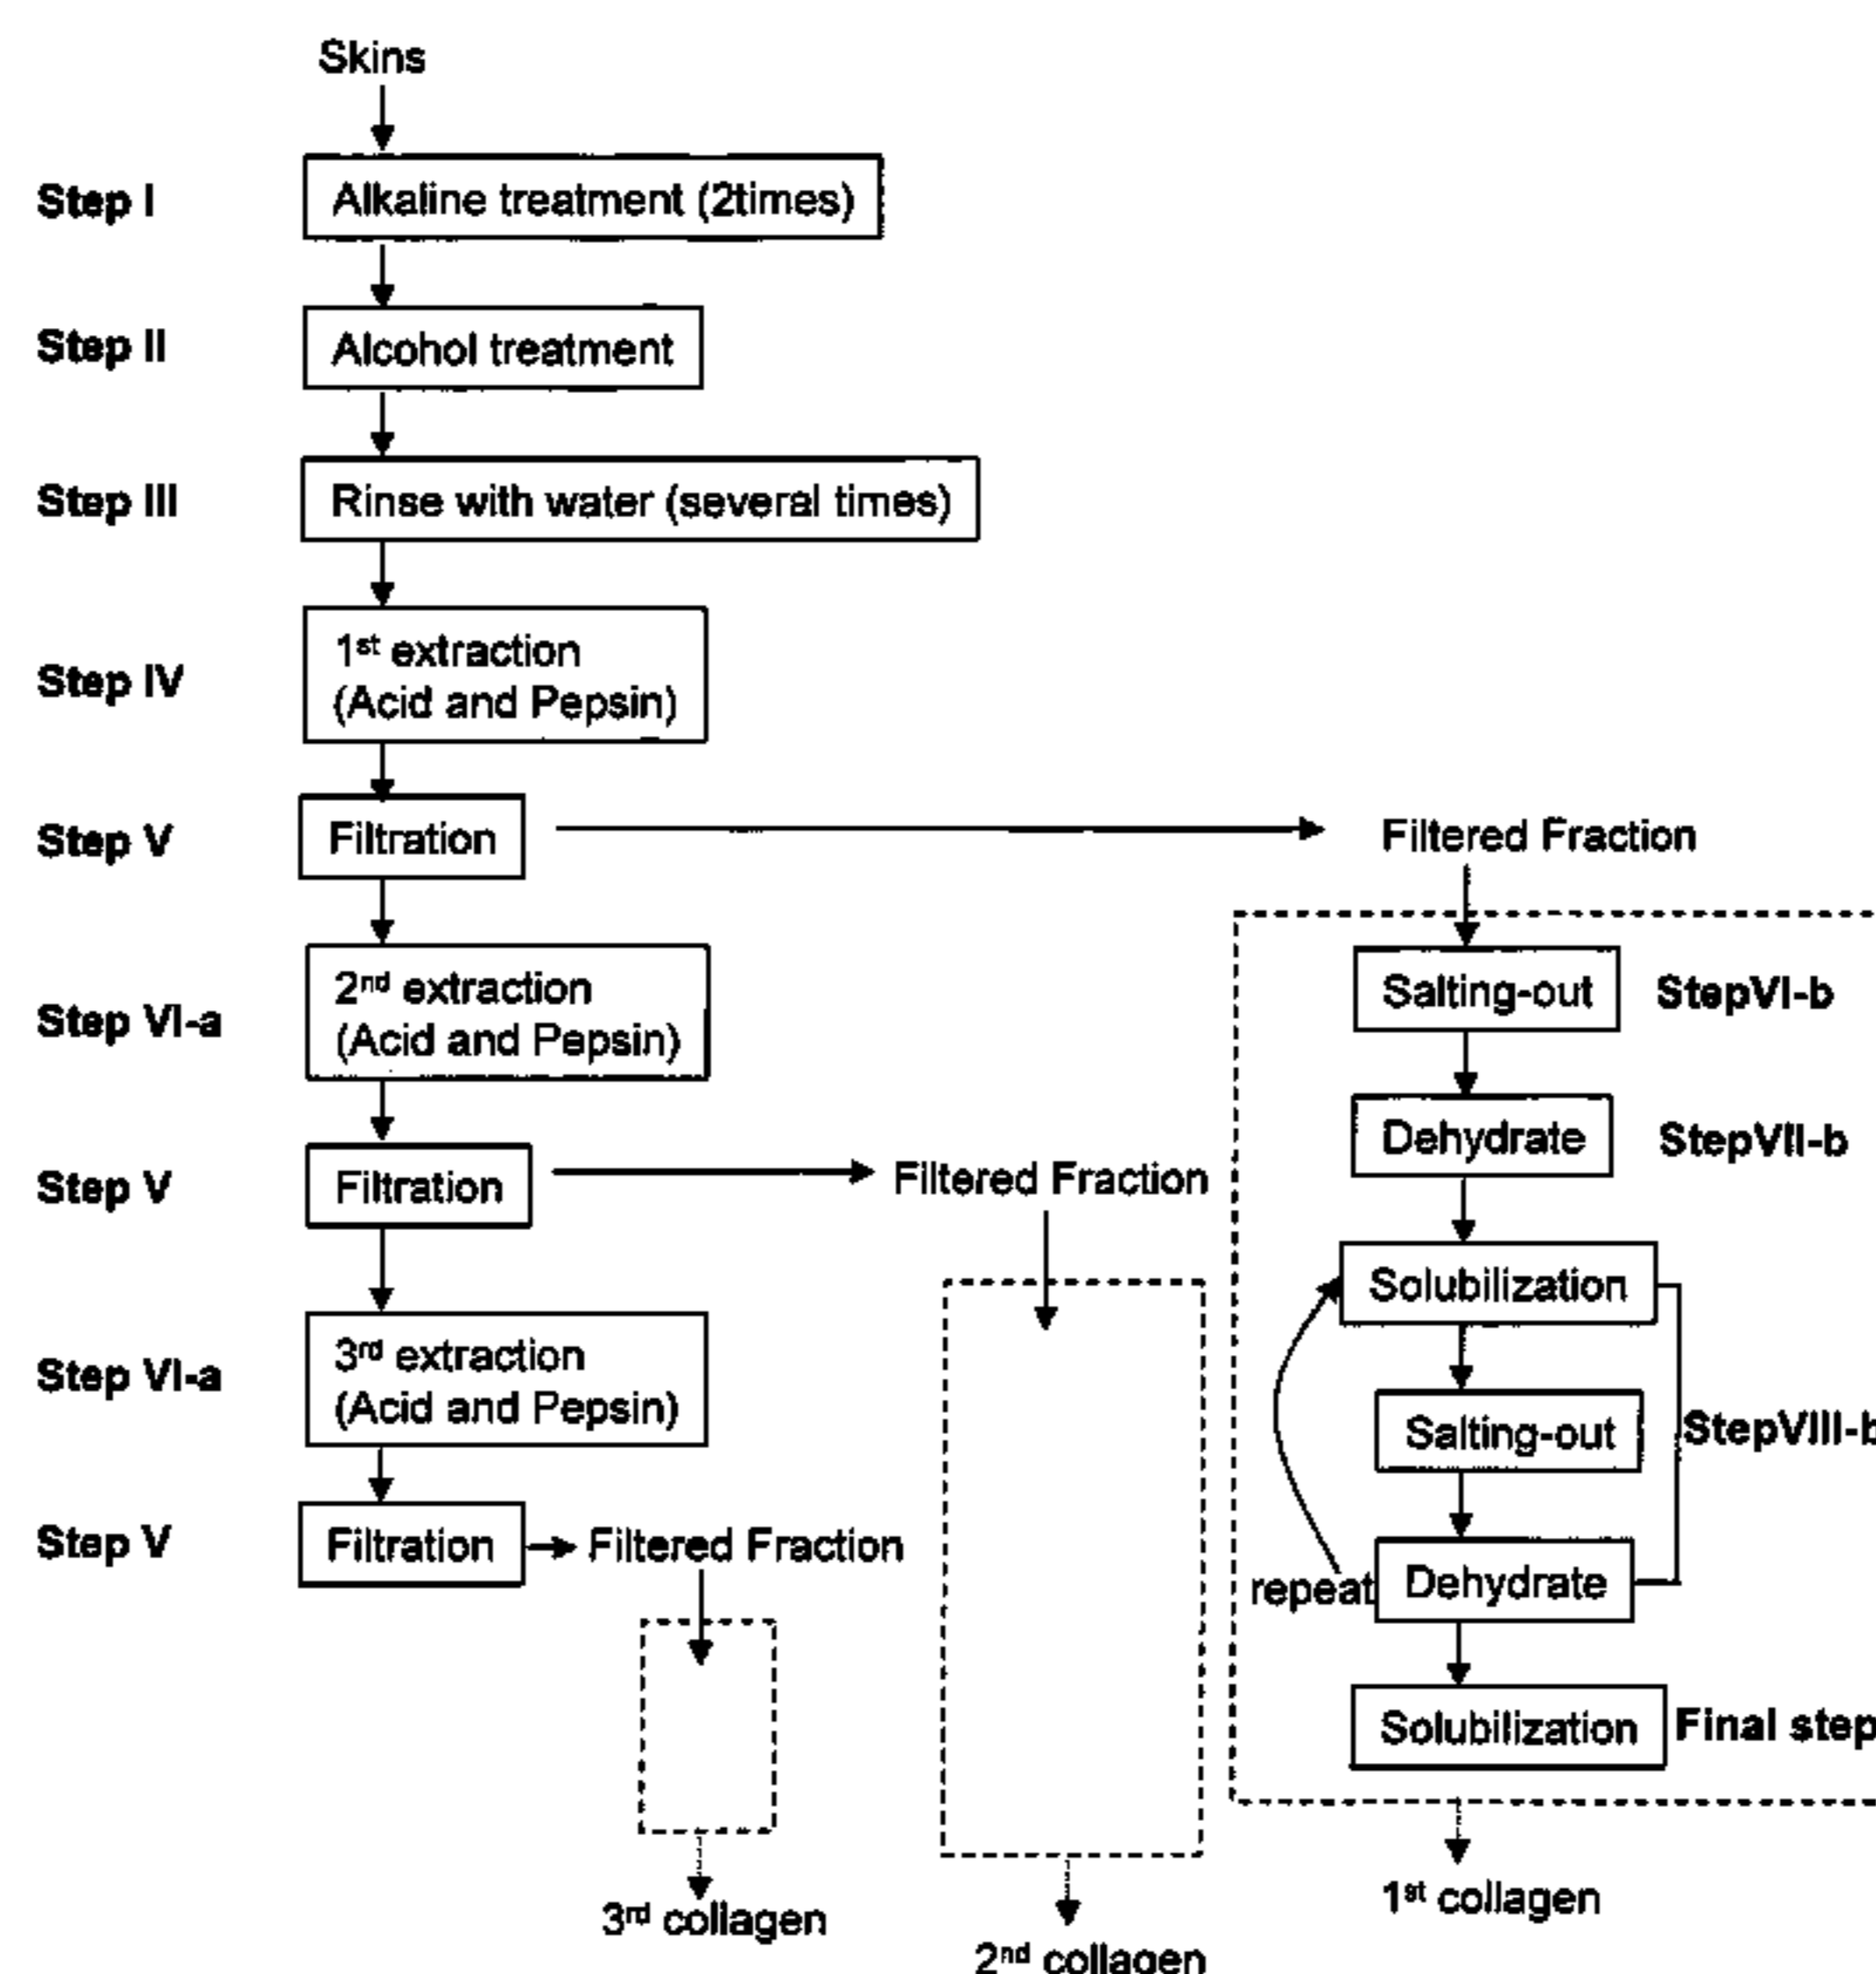 Skins
Step I
Alkaline treatment (2times)
Step II
Alcohol treatment
Step III
Rinse with water (several times)
Step IV
1st extraction
(Acid and Pepsin)
Step V
Filtration
Filtered Fraction
Salting-out
StepVI-b
Step VI-a
2nd extraction
(Acid and Pepsin)
Dehydrate
StepVII-b
Step V
Filtration
Filtered Fraction
Solubilization
Step VI-a
3rd extraction
(Acid and Pepsin)
Salting-out
StepVIII-b
Step V
Filtration
Filtered Fraction
repeat
Dehydrate
Solubilization
Final step
3rd collagen
2nd collagen
1st collagen